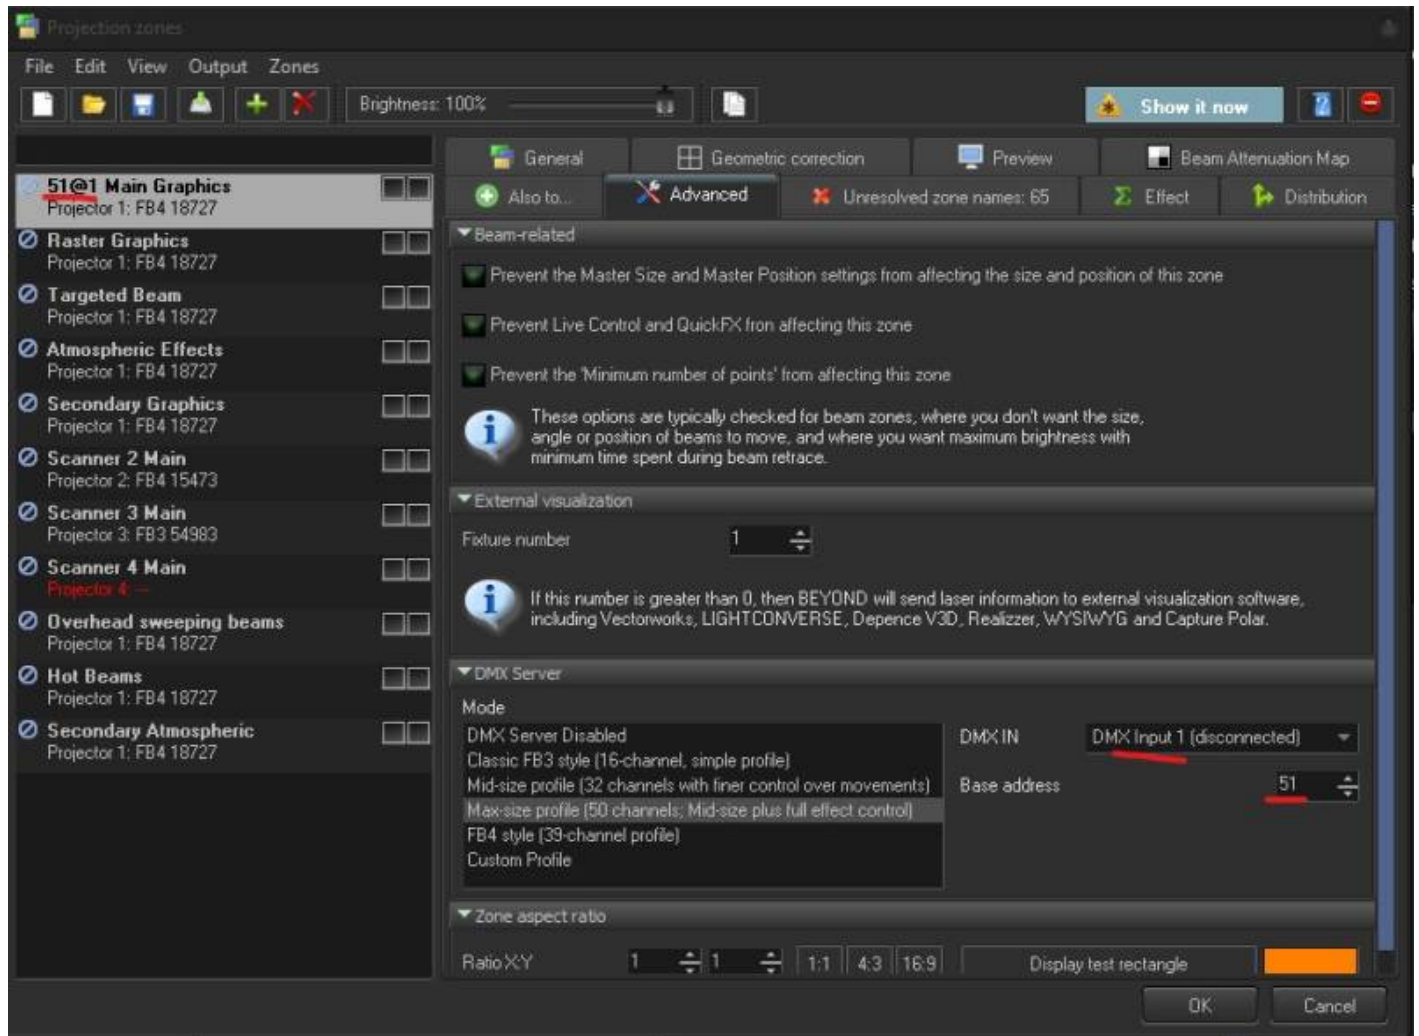 Projection zones
File Edit View Output Zones
Brightness: 100%
Show it now
General Geometric correction Preview Beam Attenuation Map
Also to... Advanced Unresolved zone names: 65 Effect Distribution
51@1 Main Graphics
Projector 1: FB4 18727
Raster Graphics
Projector 1: FB4 18727
Targeted Beam
Projector 1: FB4 18727
Atmospheric Effects
Projector 1: FB4 18727
Secondary Graphics
Projector 1: FB4 18727
Scanner 2 Main
Projector 2: FB4 15473
Scanner 3 Main
Projector 3: FB3 54983
Scanner 4 Main
Projector 4: --
Overhead sweeping beams
Projector 1: FB4 18727
Hot Beams
Projector 1: FB4 18727
Secondary Atmospheric
Projector 1: FB4 18727
Beam-related
Prevent the Master Size and Master Position settings from affecting the size and position of this zone
Prevent Live Control and QuickFX fron affecting this zone
Prevent the 'Minimum number of points' from affecting this zone
These options are typically checked for beam zones, where you don't want the size,
angle or position of beams to move, and where you want maximum brightness with
minimum time spent during beam retrace.
External visualization
Fixture number 1
If this number is greater than 0, then BEYOND will send laser information to external visualization software,
including Vectorworks, LIGHTCONVERSE, Depence V3D, Realizzer, WYSIWYG and Capture Polar.
DMX Server
Mode
DMX Server Disabled
Classic FB3 style (16-channel, simple profile)
Mid-size profile (32 channels with finer control over movements)
Max-size profile (50 channels; Mid-size plus full effect control)
FB4 style (39-channel profile)
Custom Profile
DMX IN DMX Input 1 (disconnected)
Base address 51
Zone aspect ratio
Ratio X:Y 1 1 1:1 4:3 16:9 Display test rectangle
OK Cancel